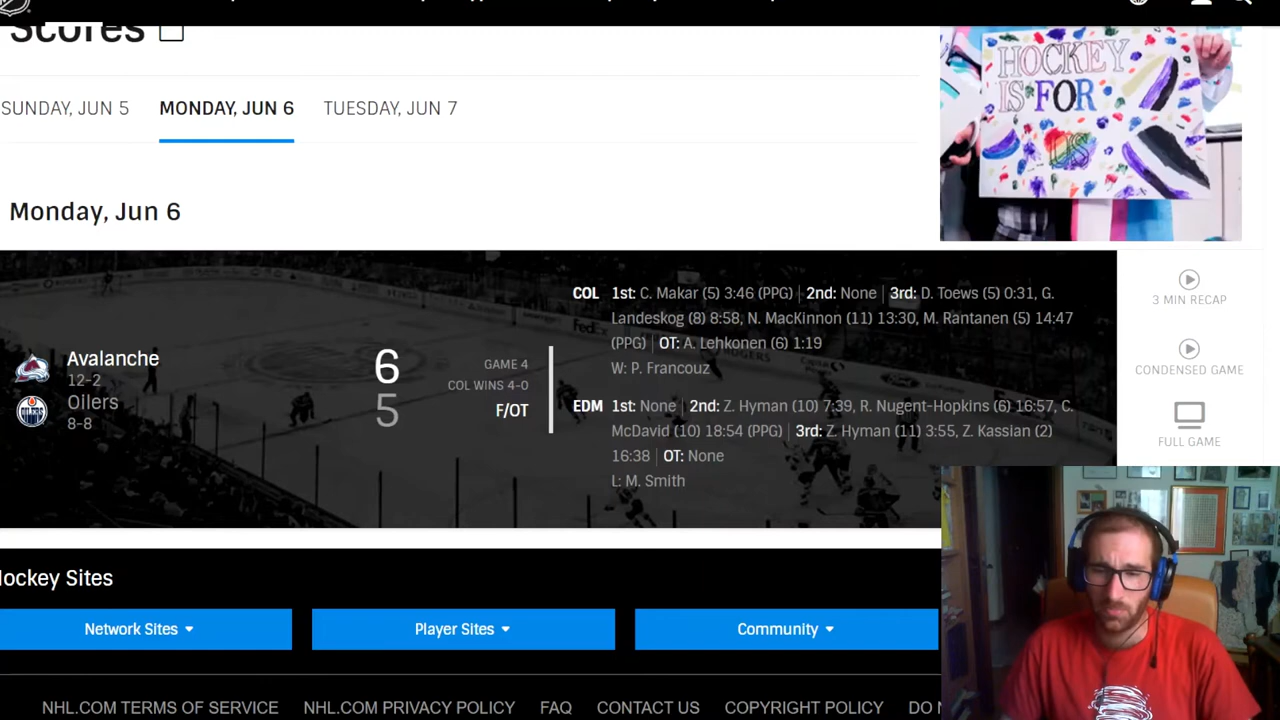 Scores
SUNDAY, JUN 5
MONDAY, JUN 6
TUESDAY, JUN 7
HOCKEY
IS FOR
US
Monday, Jun 6
Avalanche
12-2
6
Oilers
8-8
5
GAME 4
COL WINS 4-0
F/OT
COL 1st: C. Makar (5) 3:46 (PPG) | 2nd: None | 3rd: D. Toews (5) 0:31, G.
Landeskog (8) 8:58, N. MacKinnon (11) 13:30, M. Rantanen (5) 14:47
(PPG) | OT: A. Lehkonen (6) 1:19
W: P. Francouz
EDM 1st: None | 2nd: Z. Hyman (10) 7:39, R. Nugent-Hopkins (6) 16:57, C.
McDavid (10) 18:54 (PPG) | 3rd: Z. Hyman (11) 3:55, Z. Kassian (2)
16:38 | OT: None
L: M. Smith
3 MIN RECAP
CONDENSED GAME
FULL GAME
ockey Sites
Network Sites
Player Sites
Community
NHL.COM TERMS OF SERVICE
NHL.COM PRIVACY POLICY
FAQ
CONTACT US
COPYRIGHT POLICY
DO